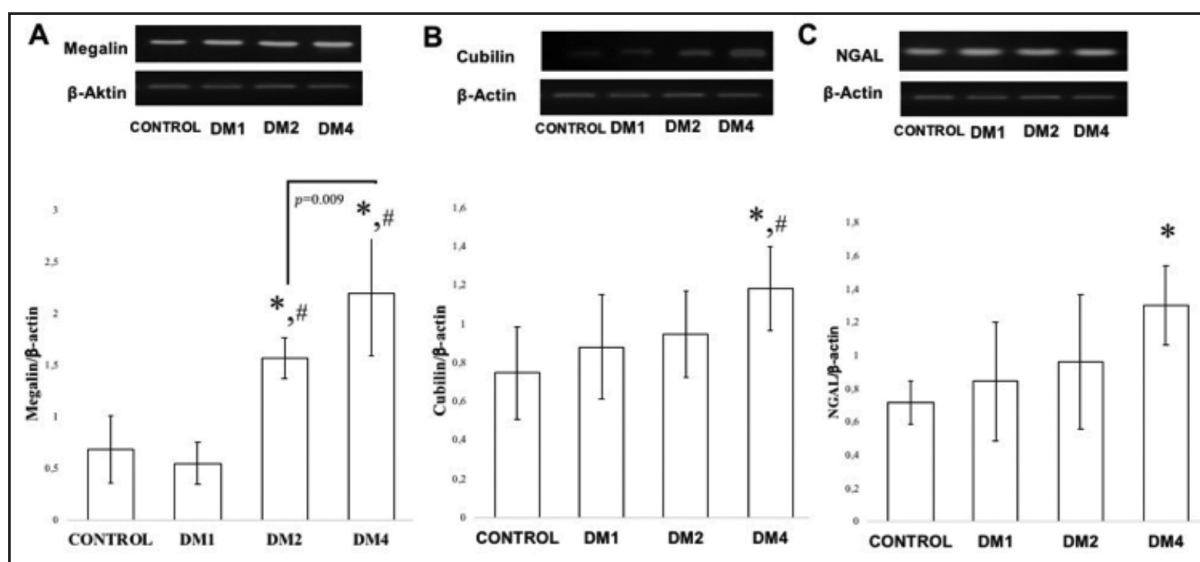 A
Megalin
β-Aktin
CONTROL DM1 DM2 DM4
p=0.009
*,#
*,#
Megalin/β-actin
3
2,5
2
1,5
1
0,5
0
CONTROL DM1 DM2 DM4
B
Cubilin
β-Actin
CONTROL DM1 DM2 DM4
*,#
Cubilin/β-actin
1,6
1,4
1,2
1
0,8
0,6
0,4
0,2
0
CONTROL DM1 DM2 DM4
C
NGAL
β-Actin
CONTROL DM1 DM2 DM4
*
NGAL/β-actin
1,8
1,6
1,4
1,2
1
0,8
0,6
0,4
0,2
0
CONTROL DM1 DM2 DM4